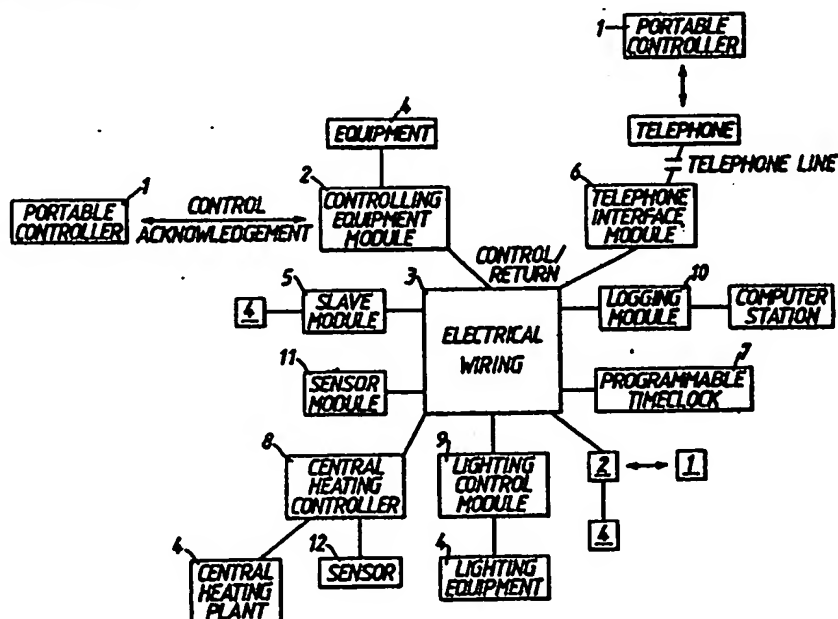 1
PORTABLE
CONTROLLER
4
EQUIPMENT
TELEPHONE
TELEPHONE LINE
1
PORTABLE
CONTROLLER
CONTROL
ACKNOWLEDGEMENT
2
CONTROLLING
EQUIPMENT
MODULE
6
TELEPHONE
INTERFACE
MODULE
CONTROL/
RETURN
4
5
SLAVE
MODULE
3
ELECTRICAL
WIRING
10
LOGGING
MODULE
COMPUTER
STATION
11
SENSOR
MODULE
7
PROGRAMMABLE
TIMECLOCK
8
CENTRAL
HEATING
CONTROLLER
9
LIGHTING
CONTROL
MODULE
2
1
4
4
CENTRAL
HEATING
PLANT
12
SENSOR
4
LIGHTING
EQUIPMENT